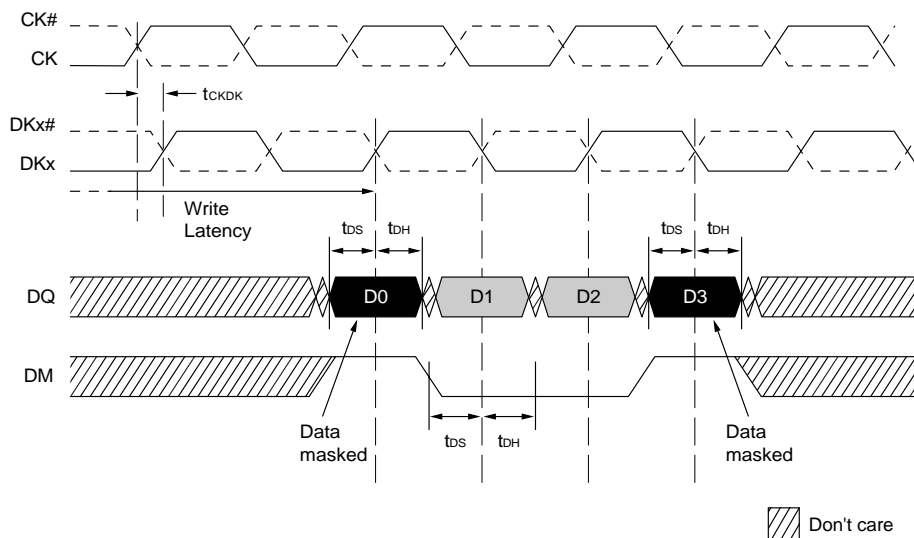 CK#
CK
tCKDK
DKx#
DKx
Write
Latency
tDS
tDH
tDS
tDH
DQ
D0
D1
D2
D3
DM
tDS
tDH
Data
masked
Data
masked
Don't care